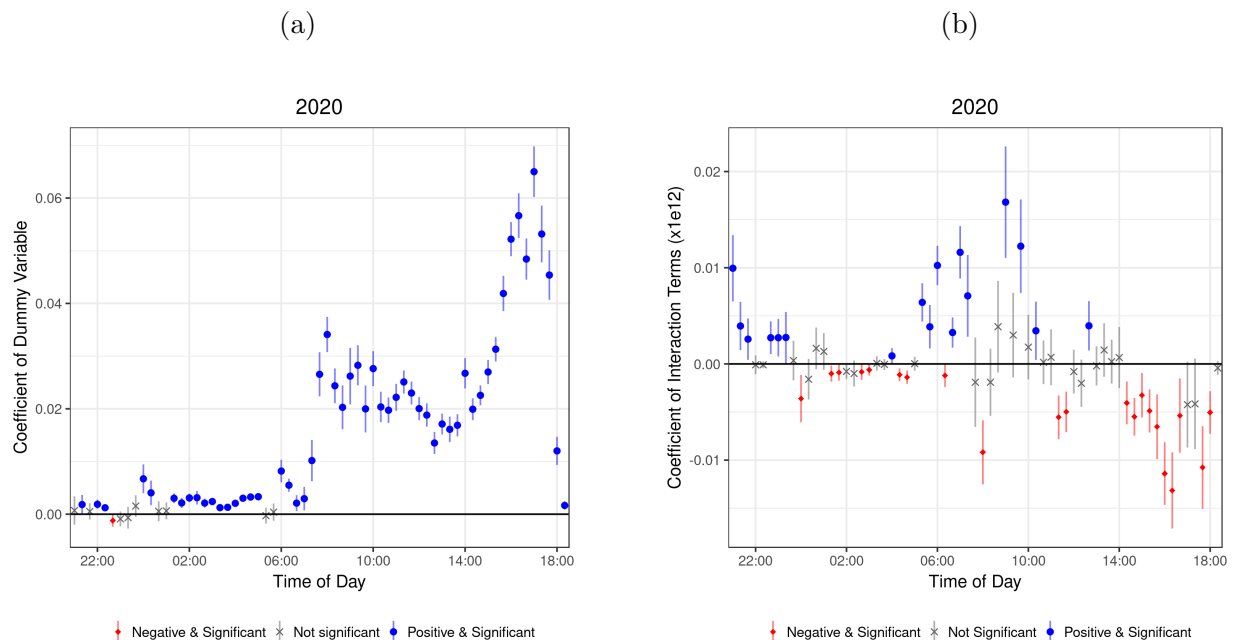 (a)
(b)
2020
2020
Coefficient of Dummy Variable
0.06
0.04
0.02
0.00
22:00 02:00 06:00 10:00 14:00 18:00
Time of Day
Negative & Significant Not significant Positive & Significant
Coefficient of Interaction Terms (x1e12)
0.02
0.01
0.00
-0.01
22:00 02:00 06:00 10:00 14:00 18:00
Time of Day
Negative & Significant Not Significant Positive & Significant